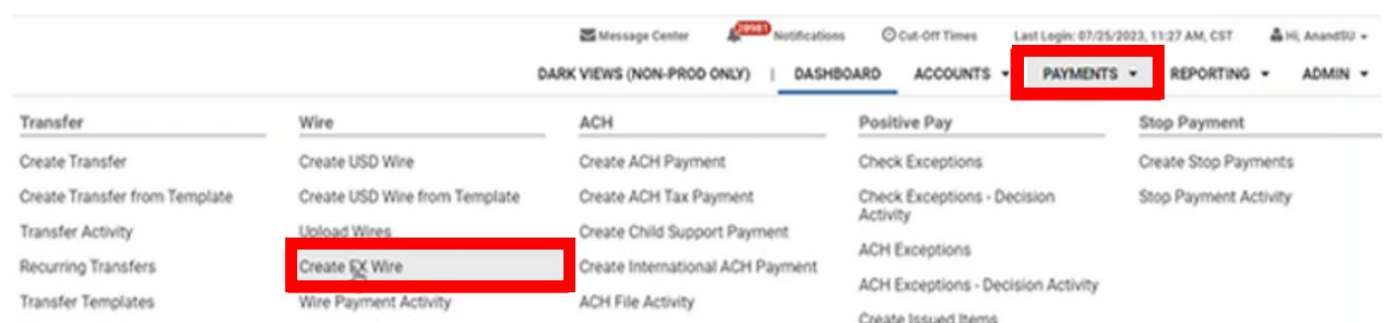 Message Center 28981 Notifications Cut-Off Times Last Login: 07/25/2023, 11:27 AM, CST Hi, AnandSU
DARK VIEWS (NON-PROD ONLY) | DASHBOARD ACCOUNTS PAYMENTS REPORTING ADMIN
Transfer
Create Transfer
Create Transfer from Template
Transfer Activity
Recurring Transfers
Transfer Templates
Wire
Create USD Wire
Create USD Wire from Template
Upload Wires
Create FX Wire
Wire Payment Activity
ACH
Create ACH Payment
Create ACH Tax Payment
Create Child Support Payment
Create International ACH Payment
ACH File Activity
Positive Pay
Check Exceptions
Check Exceptions - Decision
Activity
ACH Exceptions
ACH Exceptions - Decision Activity
Create Issued Items
Stop Payment
Create Stop Payments
Stop Payment Activity